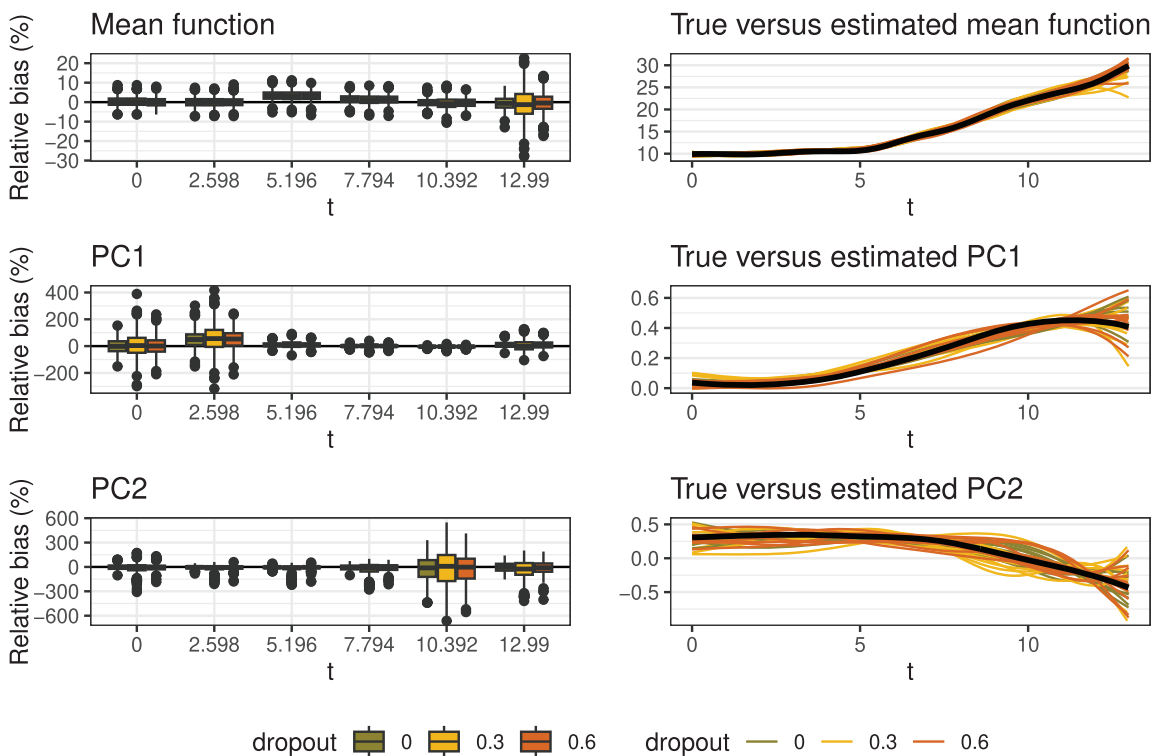 Mean function
Relative bias (%)
20
10
0
−10
−20
−30
0 2.598 5.196 7.794 10.392 12.99
t
True versus estimated mean function
30
25
20
15
10
0 5 10
t
PC1
Relative bias (%)
400
200
0
−200
0 2.598 5.196 7.794 10.392 12.99
t
True versus estimated PC1
0.6
0.4
0.2
0.0
0 5 10
t
PC2
Relative bias (%)
600
300
0
−300
−600
0 2.598 5.196 7.794 10.392 12.99
t
True versus estimated PC2
0.5
0.0
−0.5
0 5 10
t
dropout 0 0.3 0.6
dropout 0 0.3 0.6